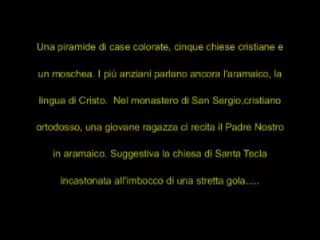 Una piramide di case colorate, cinque chiese cristiane e
un moschea. I più anziani parlano ancora l'aramaico, la
lingua di Cristo.  Nel monastero di San Sergio,cristiano
ortodosso, una giovane ragazza ci recita il Padre Nostro
in aramaico. Suggestiva la chiesa di Santa Tecla
incastonata all'imbocco di una stretta gola.....